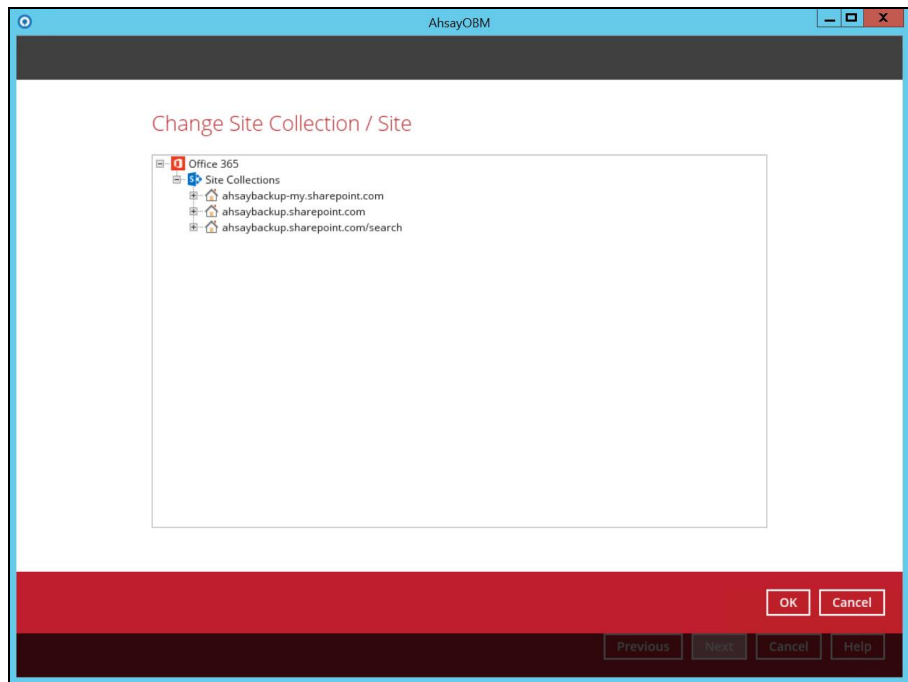 AhsayOBM
Change Site Collection / Site
Office 365
Site Collections
ahsaybackup-my.sharepoint.com
ahsaybackup.sharepoint.com
ahsaybackup.sharepoint.com/search
OK Cancel
Previous Next Cancel Help